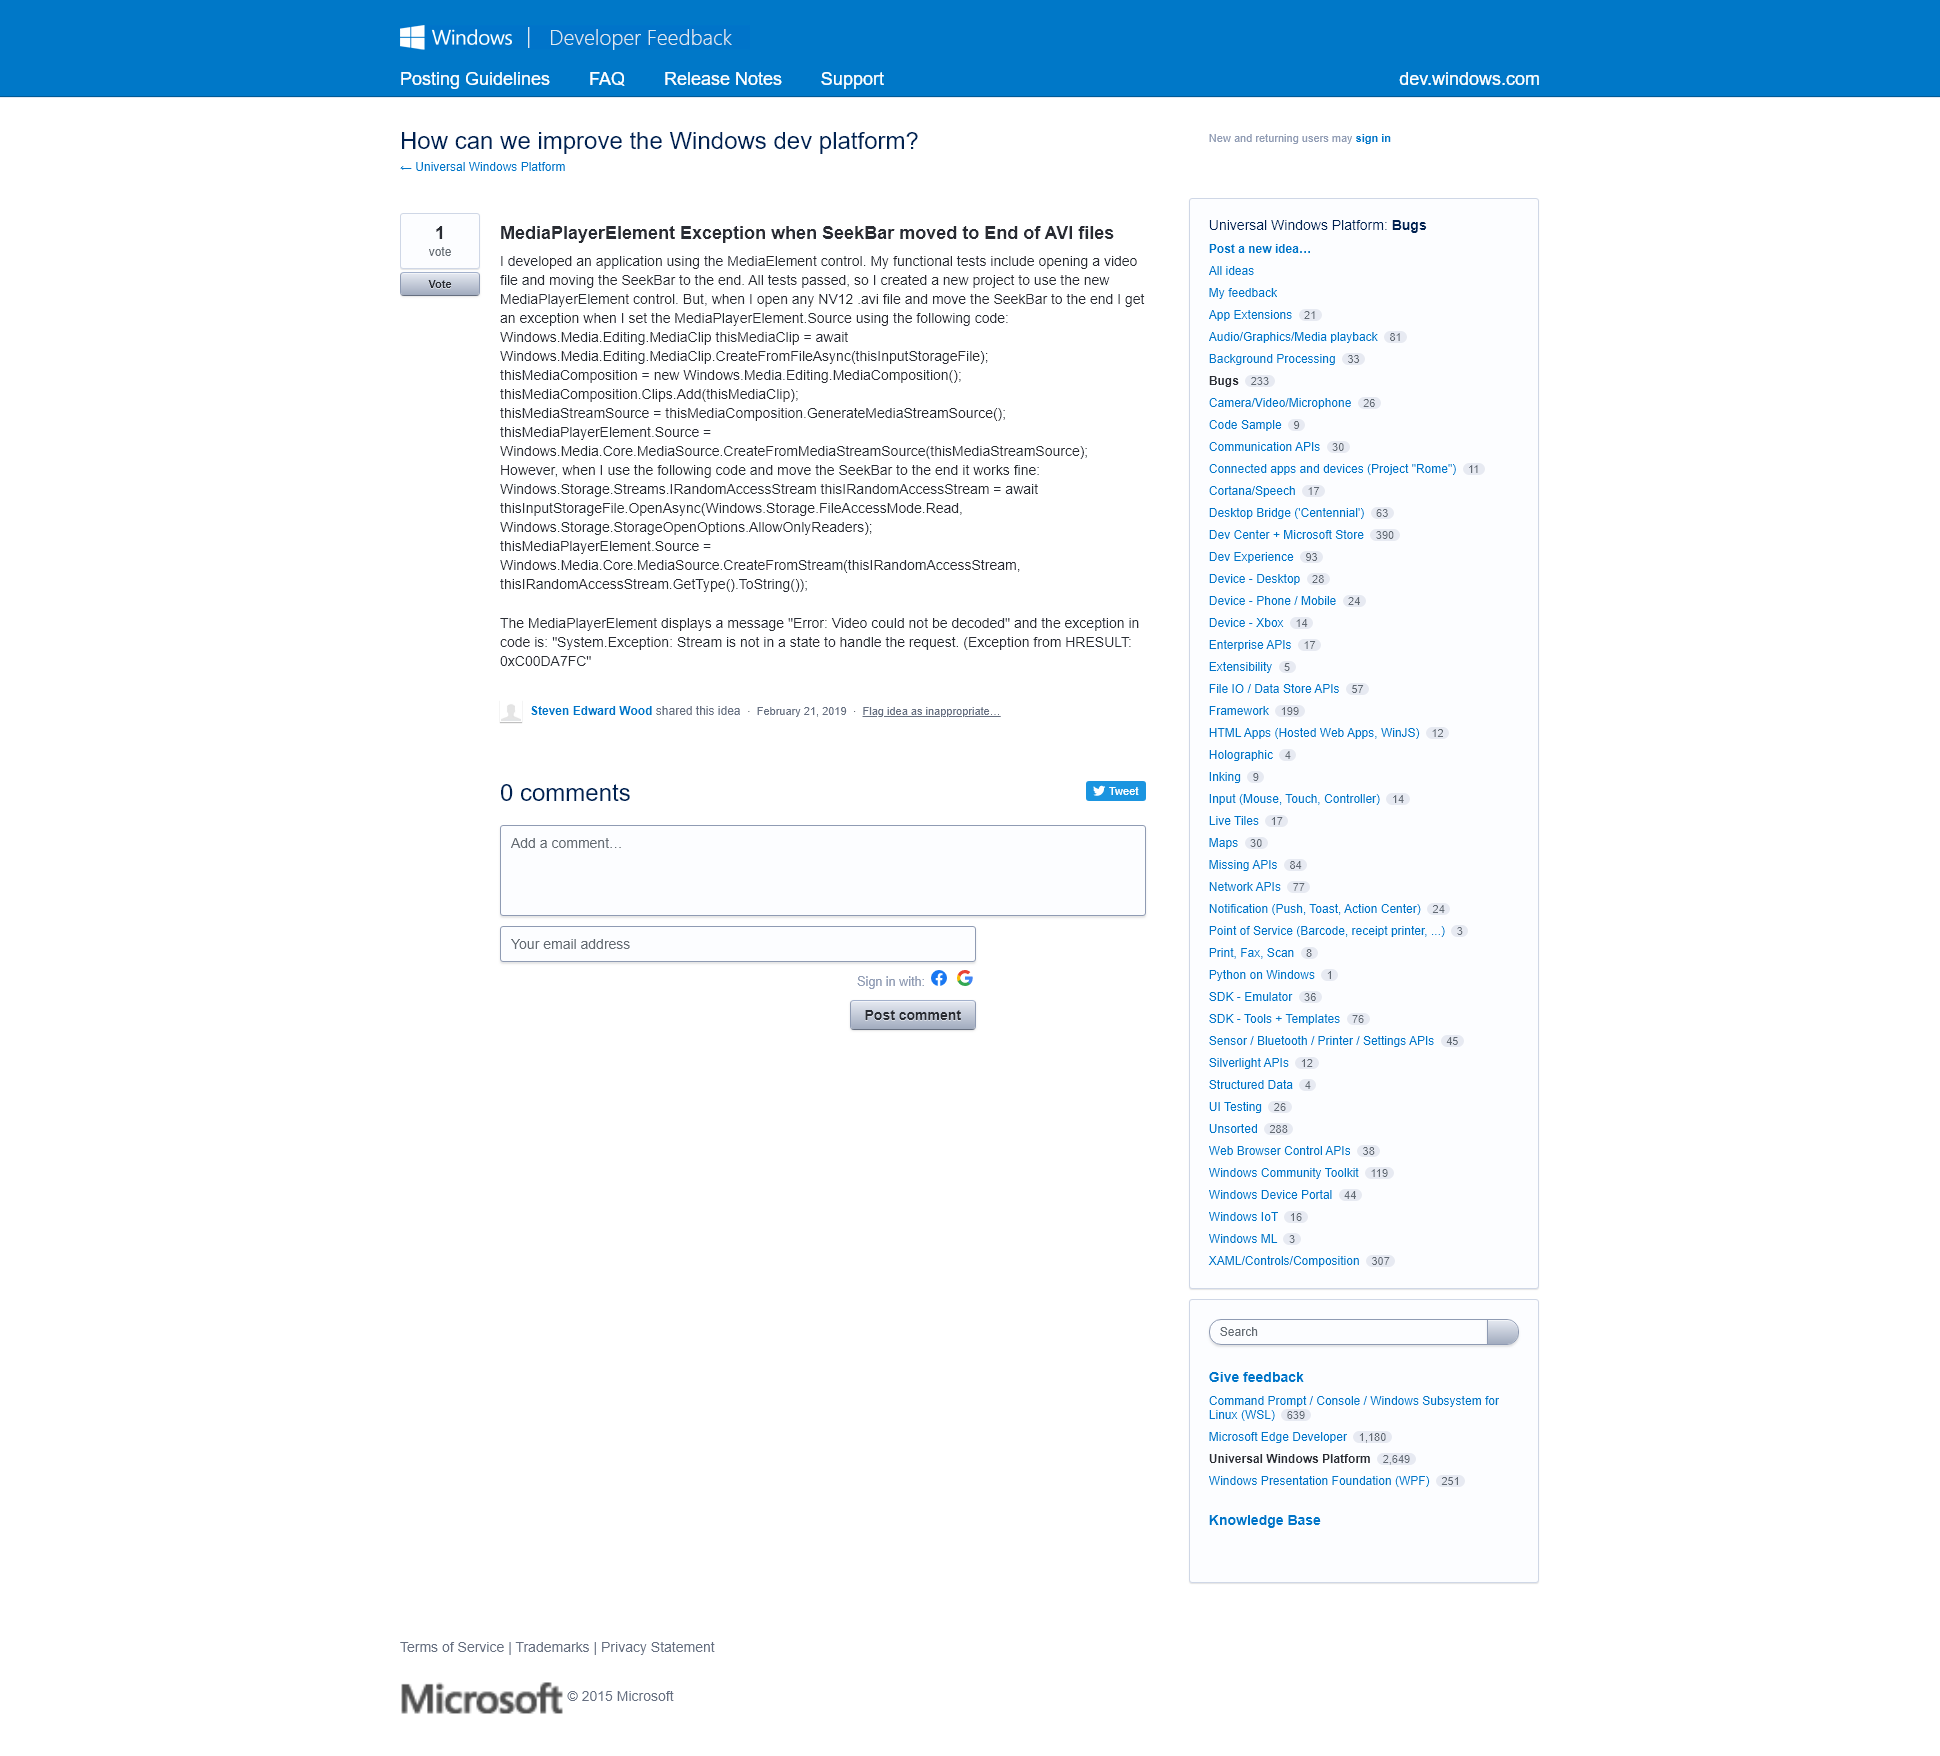 Windows | Developer Feedback
Posting Guidelines FAQ Release Notes Support dev.windows.com
How can we improve the Windows dev platform?
← Universal Windows Platform
New and returning users may sign in
1
vote
Vote
MediaPlayerElement Exception when SeekBar moved to End of AVI files
I developed an application using the MediaElement control. My functional tests include opening a video
file and moving the SeekBar to the end. All tests passed, so I created a new project to use the new
MediaPlayerElement control. But, when I open any NV12 .avi file and move the SeekBar to the end I get
an exception when I set the MediaPlayerElement.Source using the following code:
Windows.Media.Editing.MediaClip thisMediaClip = await
Windows.Media.Editing.MediaClip.CreateFromFileAsync(thisInputStorageFile);
thisMediaComposition = new Windows.Media.Editing.MediaComposition();
thisMediaComposition.Clips.Add(thisMediaClip);
thisMediaStreamSource = thisMediaComposition.GenerateMediaStreamSource();
thisMediaPlayerElement.Source =
Windows.Media.Core.MediaSource.CreateFromMediaStreamSource(thisMediaStreamSource);
However, when I use the following code and move the SeekBar to the end it works fine:
Windows.Storage.Streams.IRandomAccessStream thisIRandomAccessStream = await
thisInputStorageFile.OpenAsync(Windows.Storage.FileAccessMode.Read,
Windows.Storage.StorageOpenOptions.AllowOnlyReaders);
thisMediaPlayerElement.Source =
Windows.Media.Core.MediaSource.CreateFromStream(thisIRandomAccessStream,
thisIRandomAccessStream.GetType().ToString());
The MediaPlayerElement displays a message "Error: Video could not be decoded" and the exception in
code is: "System.Exception: Stream is not in a state to handle the request. (Exception from HRESULT:
0xC00DA7FC"
Steven Edward Wood shared this idea · February 21, 2019 · Flag idea as inappropriate…
0 comments
Tweet
Add a comment…
Your email address
Sign in with:
Post comment
Universal Windows Platform: Bugs
Post a new idea…
All ideas
My feedback
App Extensions 21
Audio/Graphics/Media playback 81
Background Processing 33
Bugs 233
Camera/Video/Microphone 26
Code Sample 9
Communication APIs 30
Connected apps and devices (Project "Rome") 11
Cortana/Speech 17
Desktop Bridge ('Centennial') 63
Dev Center + Microsoft Store 390
Dev Experience 93
Device - Desktop 28
Device - Phone / Mobile 24
Device - Xbox 14
Enterprise APIs 17
Extensibility 5
File IO / Data Store APIs 57
Framework 199
HTML Apps (Hosted Web Apps, WinJS) 12
Holographic 4
Inking 9
Input (Mouse, Touch, Controller) 14
Live Tiles 17
Maps 30
Missing APIs 84
Network APIs 77
Notification (Push, Toast, Action Center) 24
Point of Service (Barcode, receipt printer, ...) 3
Print, Fax, Scan 8
Python on Windows 1
SDK - Emulator 36
SDK - Tools + Templates 76
Sensor / Bluetooth / Printer / Settings APIs 45
Silverlight APIs 12
Structured Data 4
UI Testing 26
Unsorted 288
Web Browser Control APIs 38
Windows Community Toolkit 119
Windows Device Portal 44
Windows IoT 16
Windows ML 3
XAML/Controls/Composition 307
Search
Give feedback
Command Prompt / Console / Windows Subsystem for
Linux (WSL) 639
Microsoft Edge Developer 1,180
Universal Windows Platform 2,649
Windows Presentation Foundation (WPF) 251
Knowledge Base
Terms of Service | Trademarks | Privacy Statement
Microsoft © 2015 Microsoft